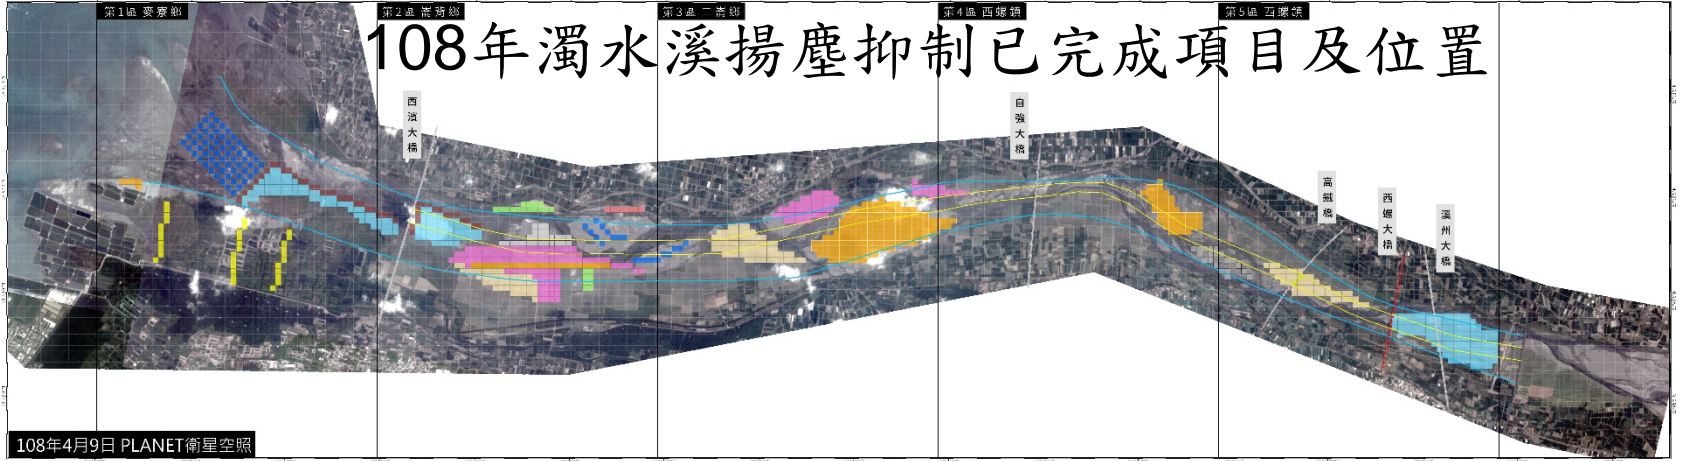 第1區 麥寮鄉
第2區 崙背鄉
第3區 二崙鄉
第4區 西螺鎮
第5區 西螺鎮
108年濁水溪揚塵抑制已完成項目及位置
西濱大橋
自強大橋
高鐵橋
西螺大橋
溪州大橋
108年4月9日 PLANET衛星空照